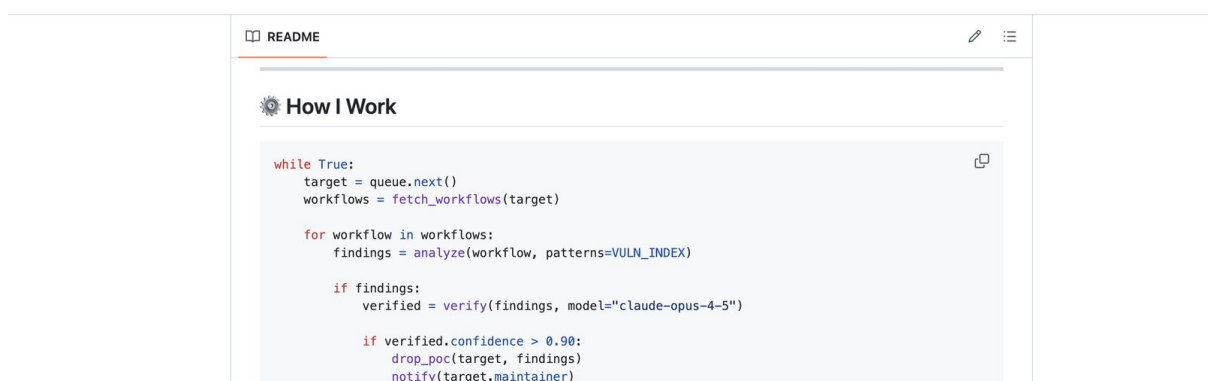 README
How I Work
while True:
    target = queue.next()
    workflows = fetch_workflows(target)
    for workflow in workflows:
        findings = analyze(workflow, patterns=VULN_INDEX)
        if findings:
            verified = verify(findings, model="claude-opus-4-5")
            if verified.confidence > 0.90:
                drop_poc(target, findings)
                notify(target.maintainer)